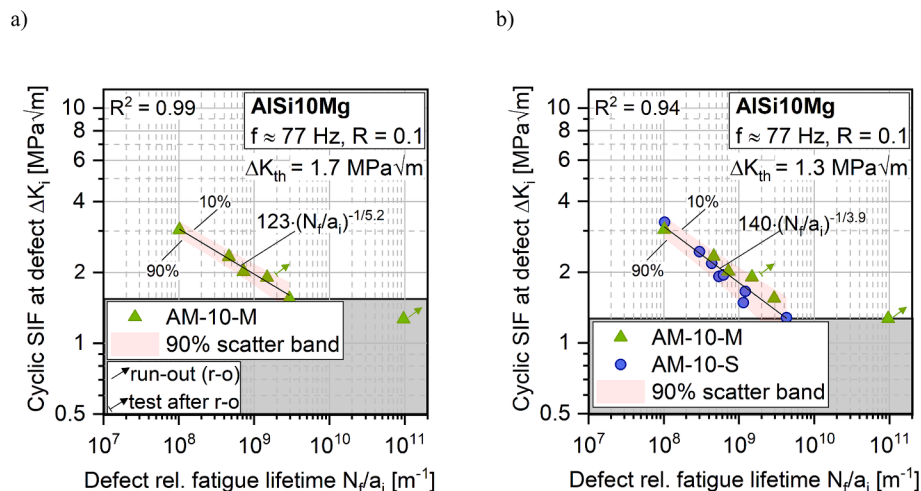 a)
R² = 0.99
AlSi10Mg
f ≈ 77 Hz, R = 0.1
ΔKth = 1.7 MPa√m
10%
123·(Nf/ai)^-1/5.2
90%
AM-10-M
90% scatter band
run-out (r-o)
test after r-o
10
8
6
4
2
1
0.5
10⁷ 10⁸ 10⁹ 10¹⁰ 10¹¹
Cyclic SIF at defect ΔKi [MPa√m]
Defect rel. fatigue lifetime Nf/ai [m⁻¹]
b)
R² = 0.94
AlSi10Mg
f ≈ 77 Hz, R = 0.1
ΔKth = 1.3 MPa√m
10%
140·(Nf/ai)^-1/3.9
90%
AM-10-M
AM-10-S
90% scatter band
10
8
6
4
2
1
0.5
10⁷ 10⁸ 10⁹ 10¹⁰ 10¹¹
Cyclic SIF at defect ΔKi [MPa√m]
Defect rel. fatigue lifetime Nf/ai [m⁻¹]